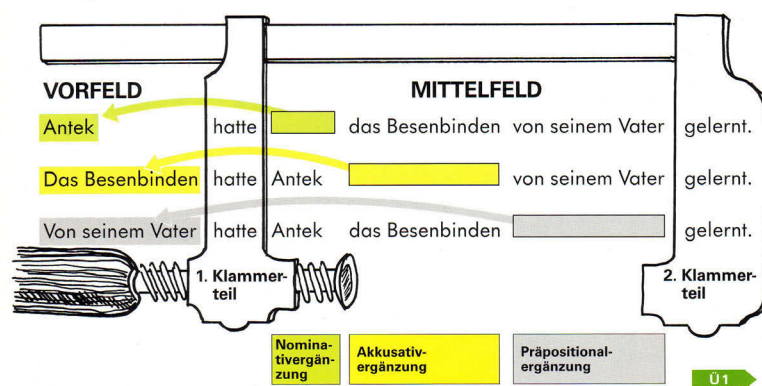 VORFELD MITTELFELD
Antek hatte das Besenbinden von seinem Vater gelernt.
Das Besenbinden hatte Antek von seinem Vater gelernt.
Von seinem Vater hatte Antek das Besenbinden gelernt.
1. Klammer-
teil
2. Klammer-
teil
Nomina-
tivergän-
zung
Akkusativ-
ergänzung
Präpositional-
ergänzung
Ü1